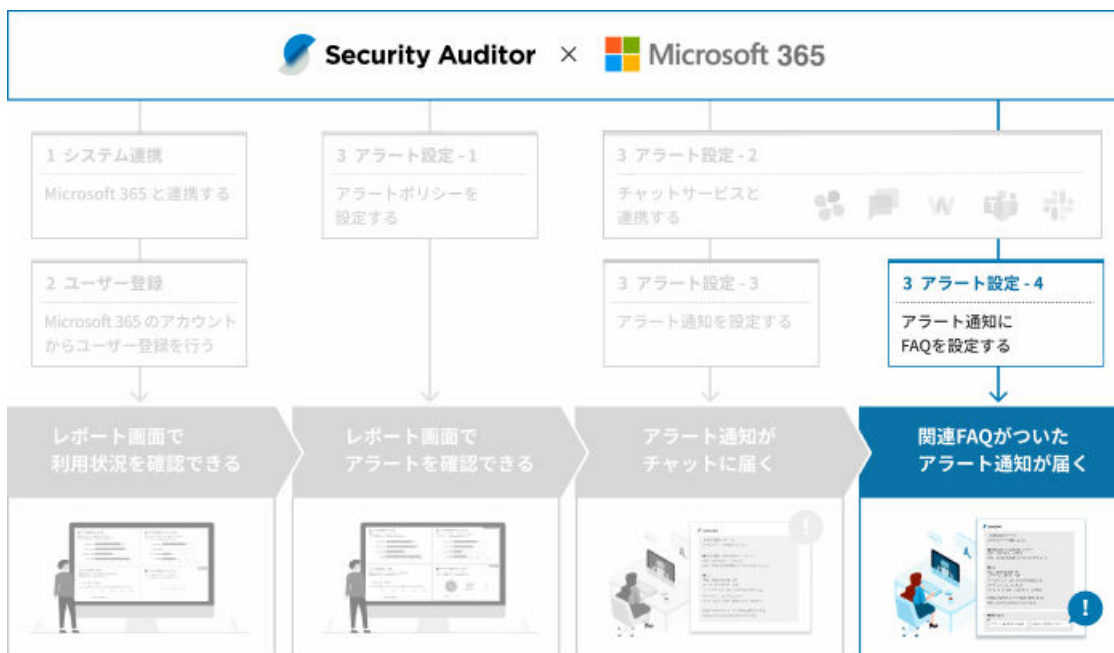 Security Auditor × Microsoft 365
1 システム連携
Microsoft 365 と連携する
2 ユーザー登録
Microsoft 365 のアカウント
からユーザー登録を行う
3 アラート設定 - 1
アラートポリシーを
設定する
3 アラート設定 - 2
チャットサービスと
連携する
3 アラート設定 - 3
アラート通知を設定する
3 アラート設定 - 4
アラート通知に
FAQを設定する
レポート画面で
利用状況を確認できる
レポート画面で
アラートを確認できる
アラート通知が
チャットに届く
関連FAQがついた
アラート通知が届く